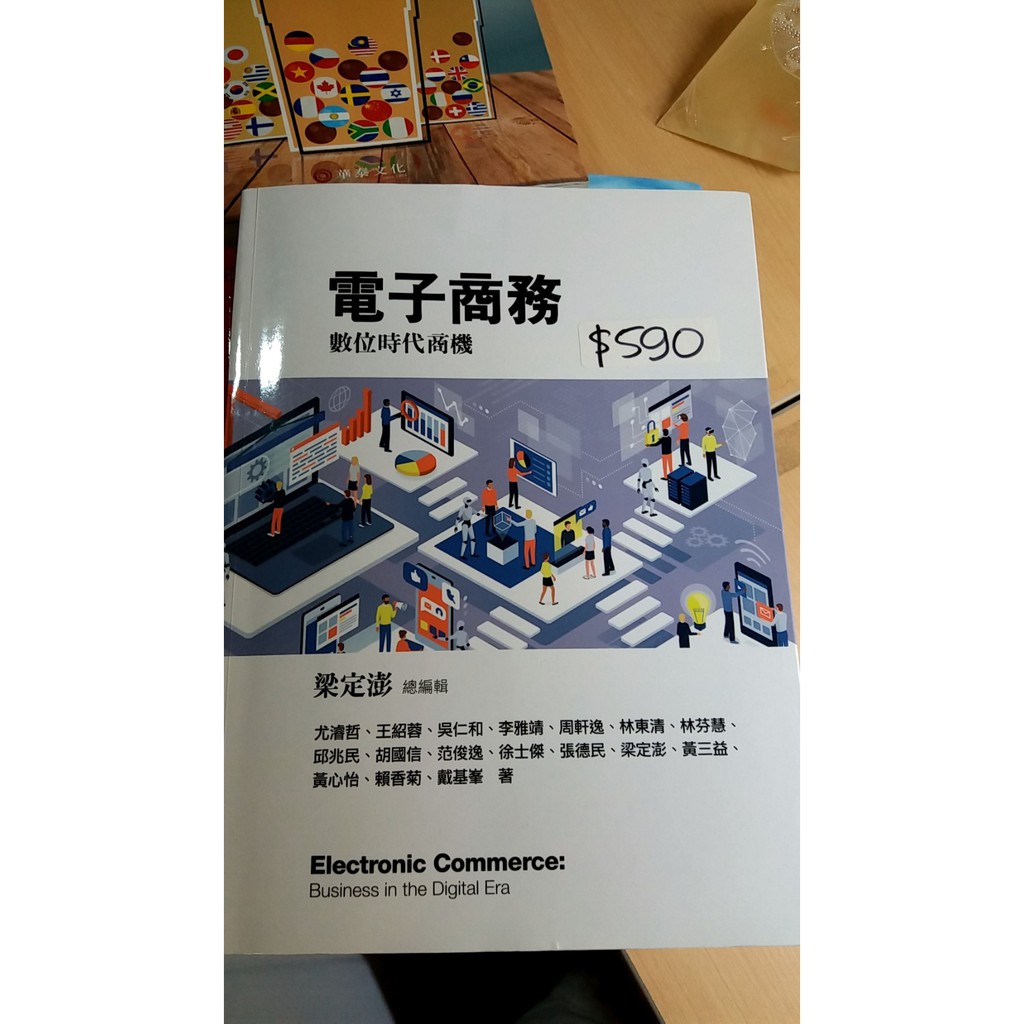 華泰文化
電子商務
數位時代商機
$590
梁定澎 總編輯
尤濬哲、王紹蓉、吳仁和、李雅靖、周軒逸、林東清、林芬慧、
邱兆民、胡國信、范俊逸、徐士傑、張德民、梁定澎、黃三益、
黃心怡、賴香菊、戴基峯 著
Electronic Commerce:
Business in the Digital Era